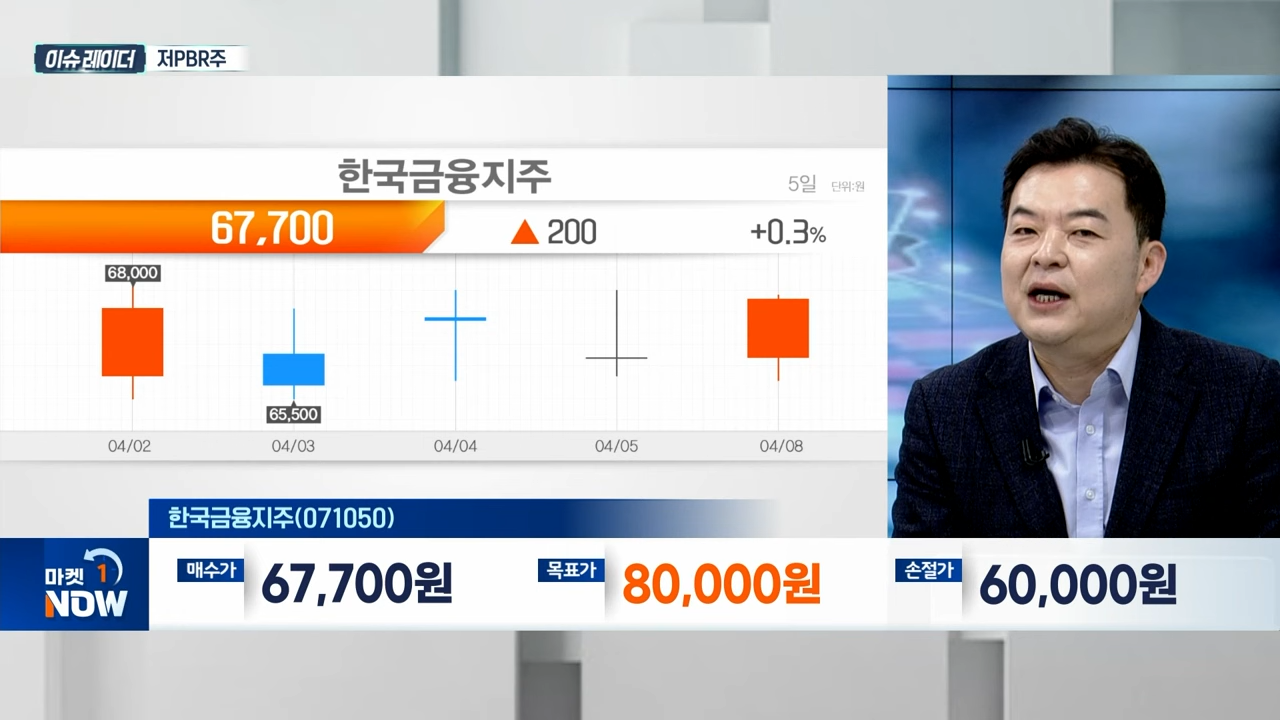 이슈레이더 저PBR주
한국금융지주
5일 단위:원
67,700 ▲ 200 +0.3%
68,000
65,500
04/02 04/03 04/04 04/05 04/08
한국금융지주(071050)
마켓 1
NOW
매수가 67,700원 목표가 80,000원 손절가 60,000원